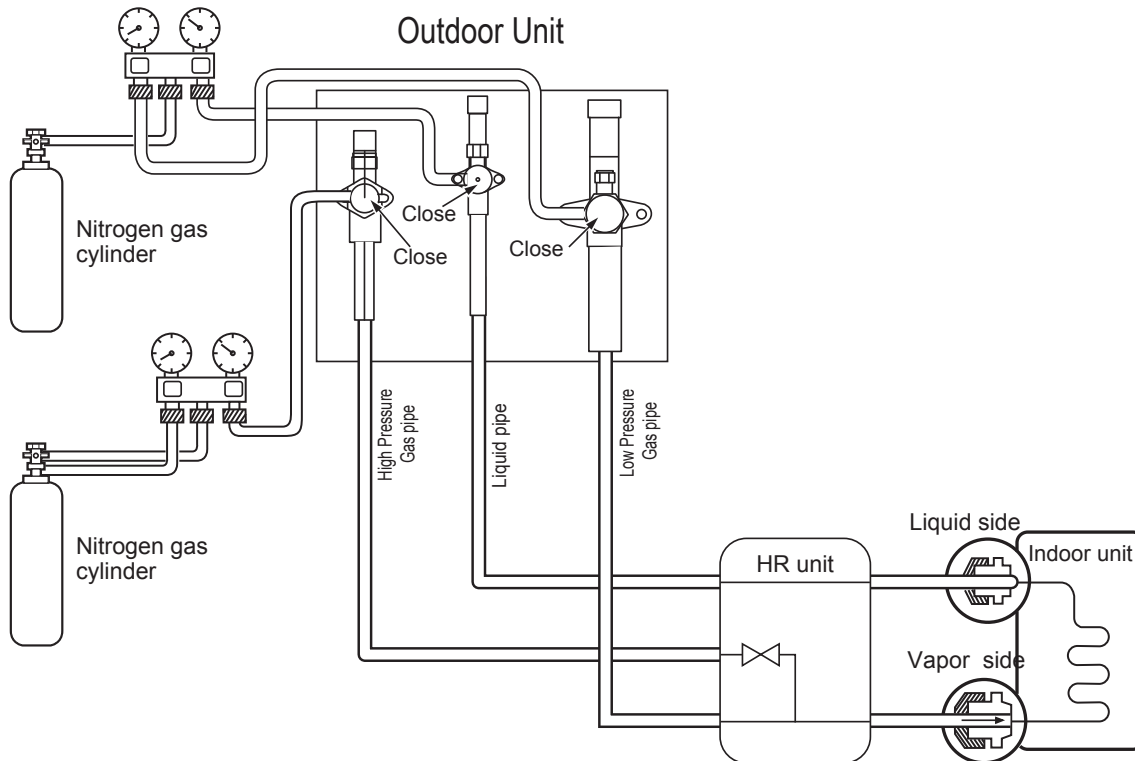 Outdoor Unit
Nitrogen gas
cylinder
Close
Close
Close
High Pressure
Gas pipe
Liquid pipe
Low Pressure
Gas pipe
Nitrogen gas
cylinder
Liquid side
Indoor unit
HR unit
Vapor side